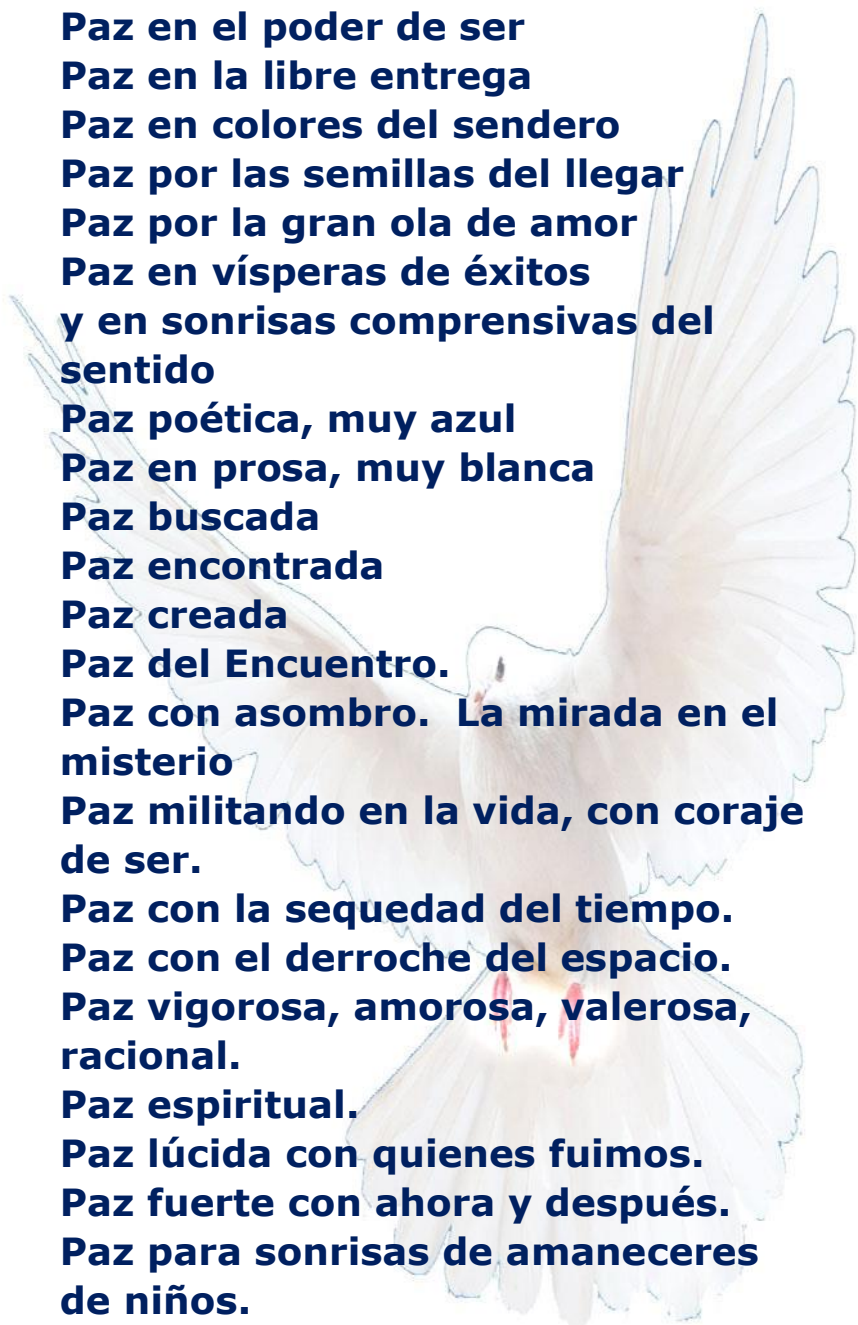 Paz en el poder de ser
Paz en la libre entrega
Paz en colores del sendero
Paz por las semillas del llegar
Paz por la gran ola de amor
Paz en vísperas de éxitos
y en sonrisas comprensivas del
sentido
Paz poética, muy azul
Paz en prosa, muy blanca
Paz buscada
Paz encontrada
Paz creada
Paz del Encuentro.
Paz con asombro.  La mirada en el
misterio
Paz militando en la vida, con coraje
de ser.
Paz con la sequedad del tiempo.
Paz con el derroche del espacio.
Paz vigorosa, amorosa, valerosa,
racional.
Paz espiritual.
Paz lúcida con quienes fuimos.
Paz fuerte con ahora y después.
Paz para sonrisas de amaneceres
de niños.